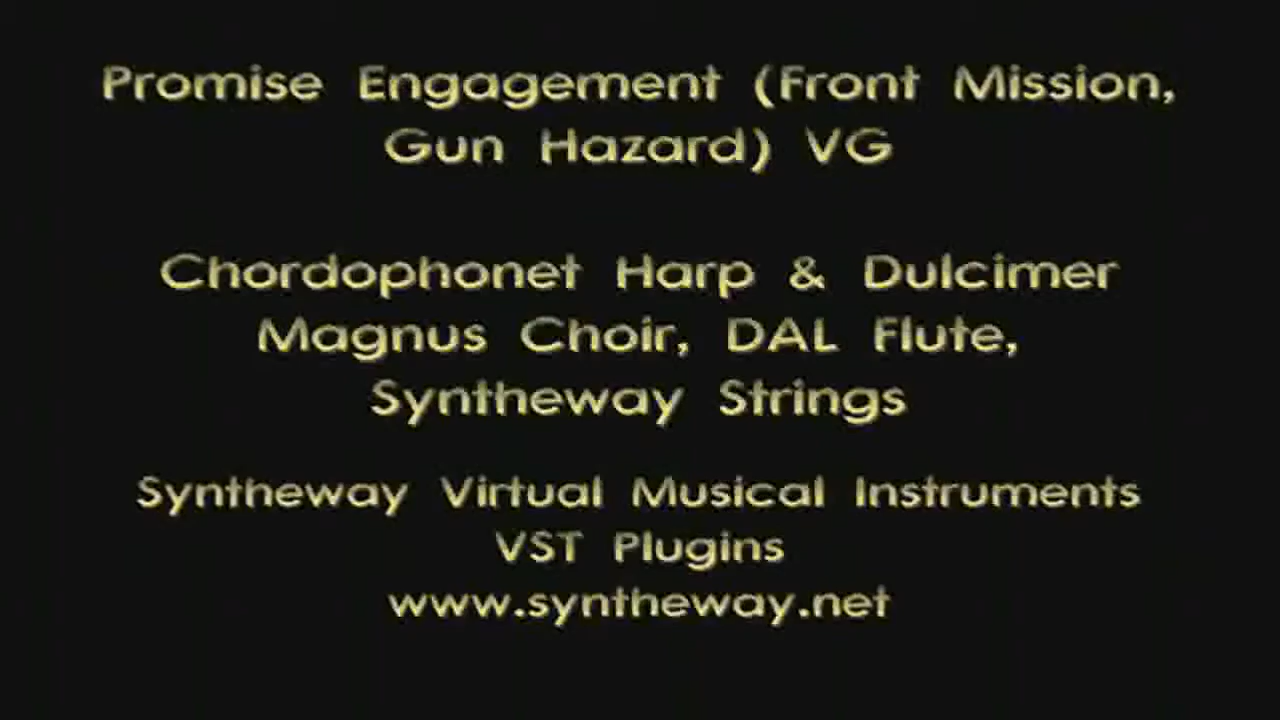 Promise Engagement (Front Mission,
Gun Hazard) VG
Chordophonet Harp & Dulcimer
Magnus Choir, DAL Flute,
Syntheway Strings
Syntheway Virtual Musical Instruments
VST Plugins
www.syntheway.net